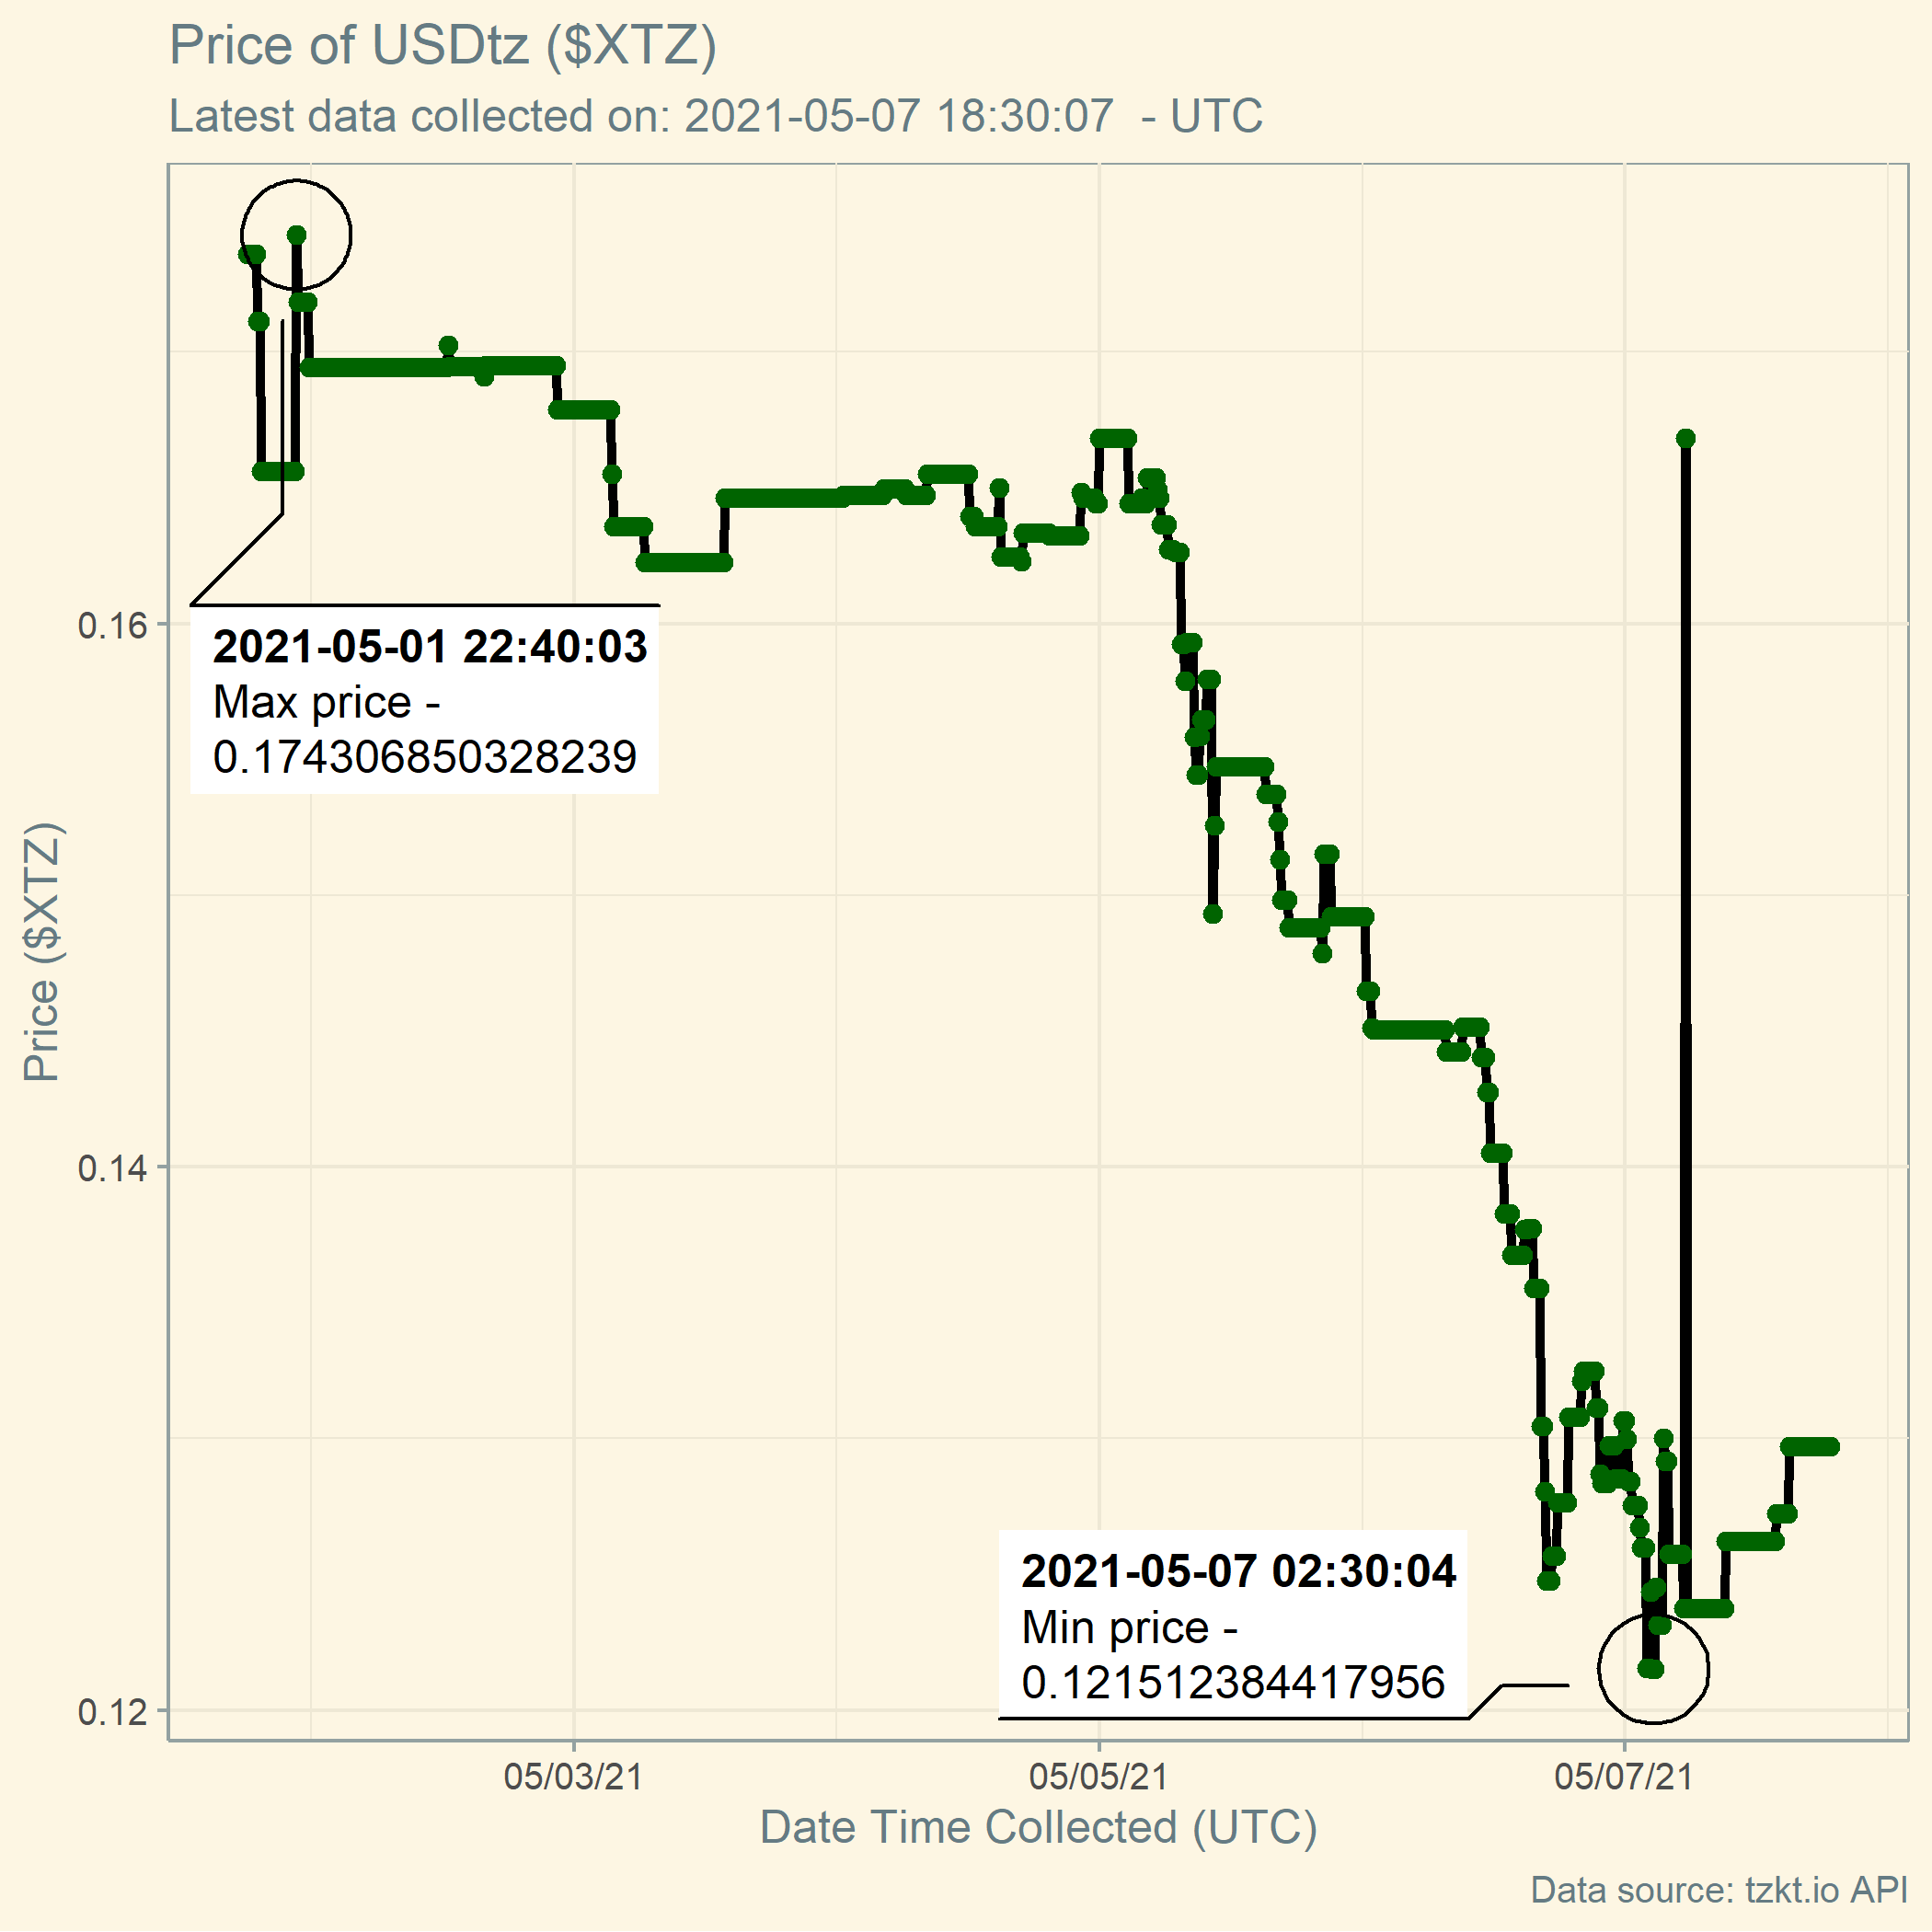 Price of USDtz ($XTZ)
Latest data collected on: 2021-05-07 18:30:07  - UTC
Price ($XTZ)
0.16
0.14
0.12
2021-05-01 22:40:03
Max price -
0.174306850328239
2021-05-07 02:30:04
Min price -
0.121512384417956
05/03/21
05/05/21
05/07/21
Date Time Collected (UTC)
Data source: tzkt.io API